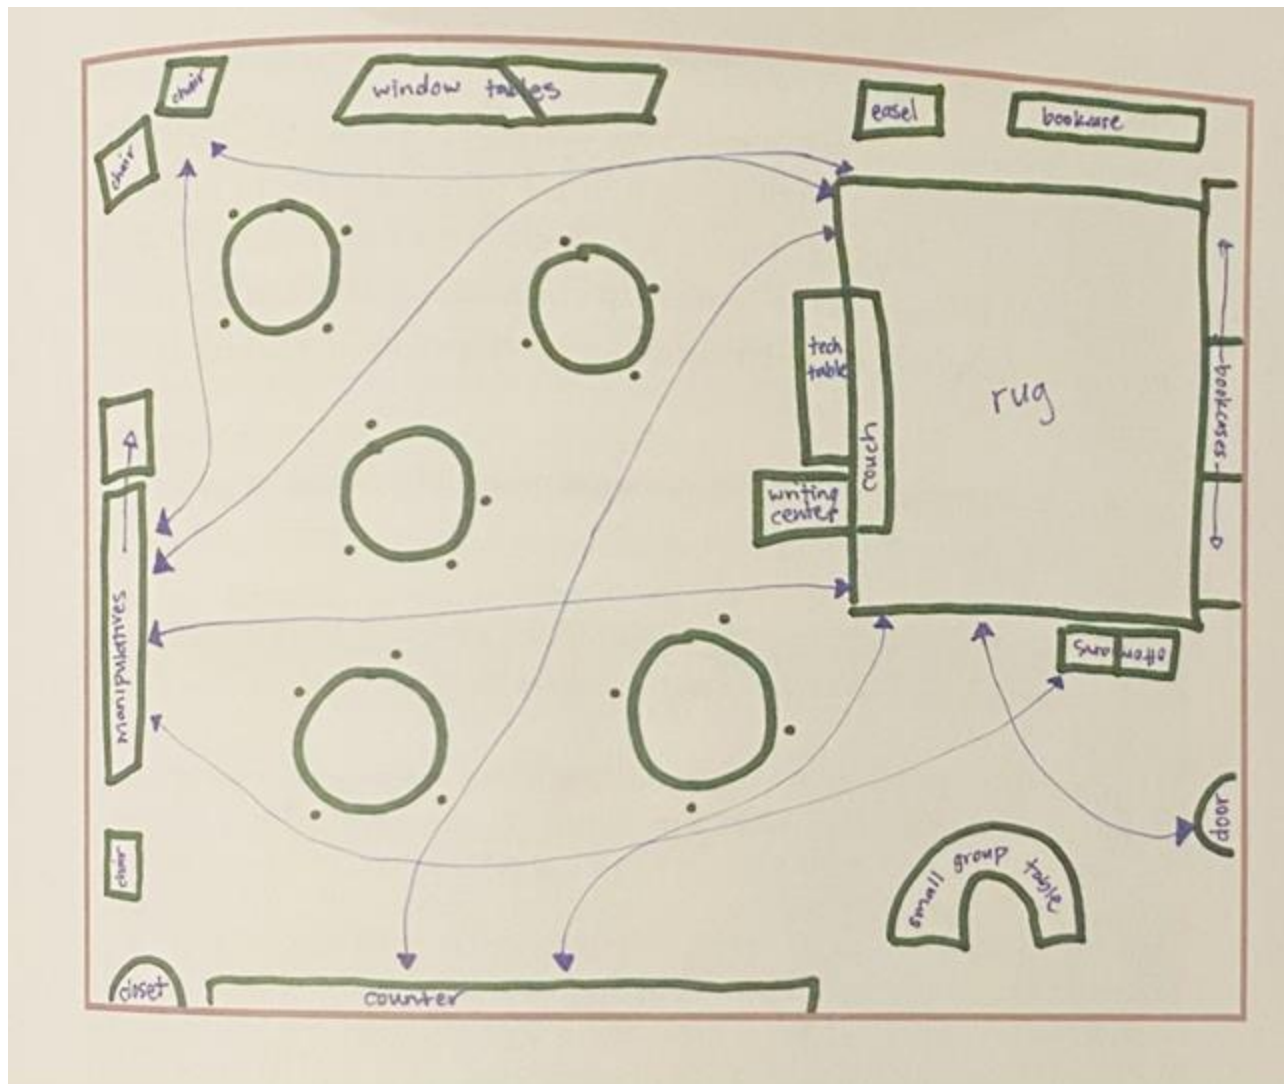 chair
window tables
easel
bookcase
chair
tech
table
rug
bookcases
couch
writing
center
manipulatives
ottomans
door
small group table
chair
closet
counter